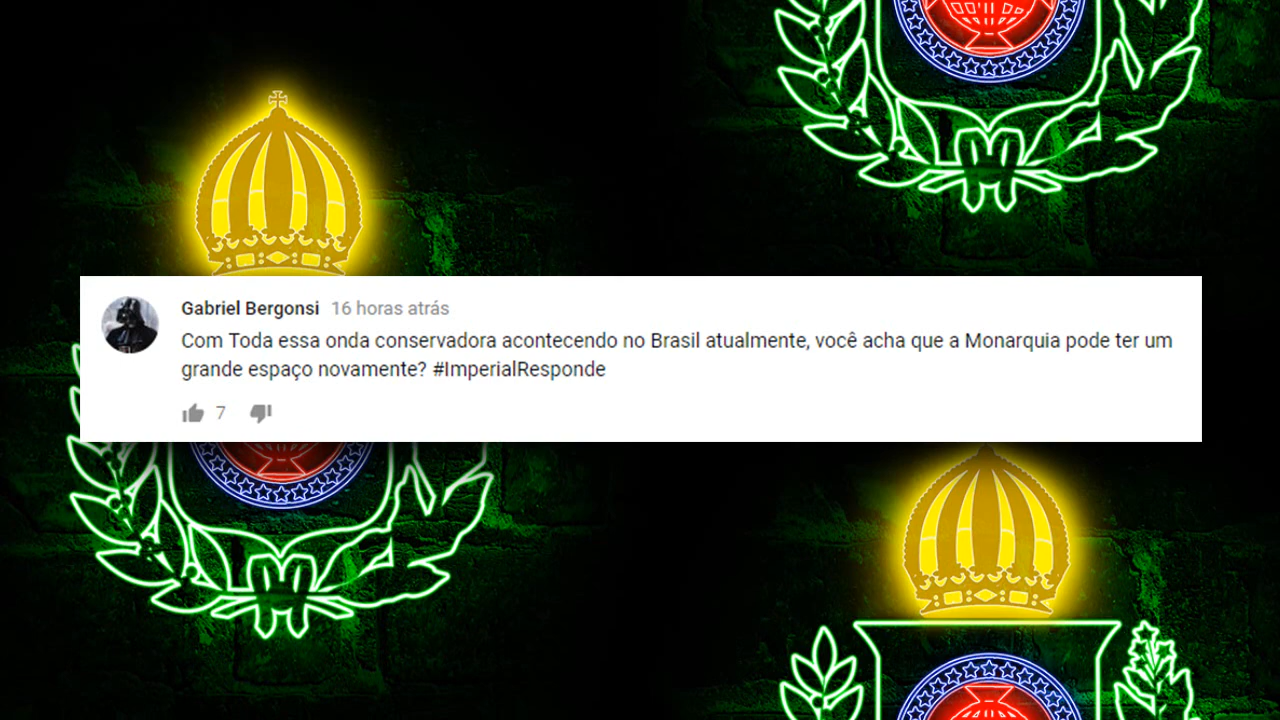 Gabriel Bergonsi 16 horas atrás
Com Toda essa onda conservadora acontecendo no Brasil atualmente, você acha que a Monarquia pode ter um
grande espaço novamente? #ImperialResponde
7